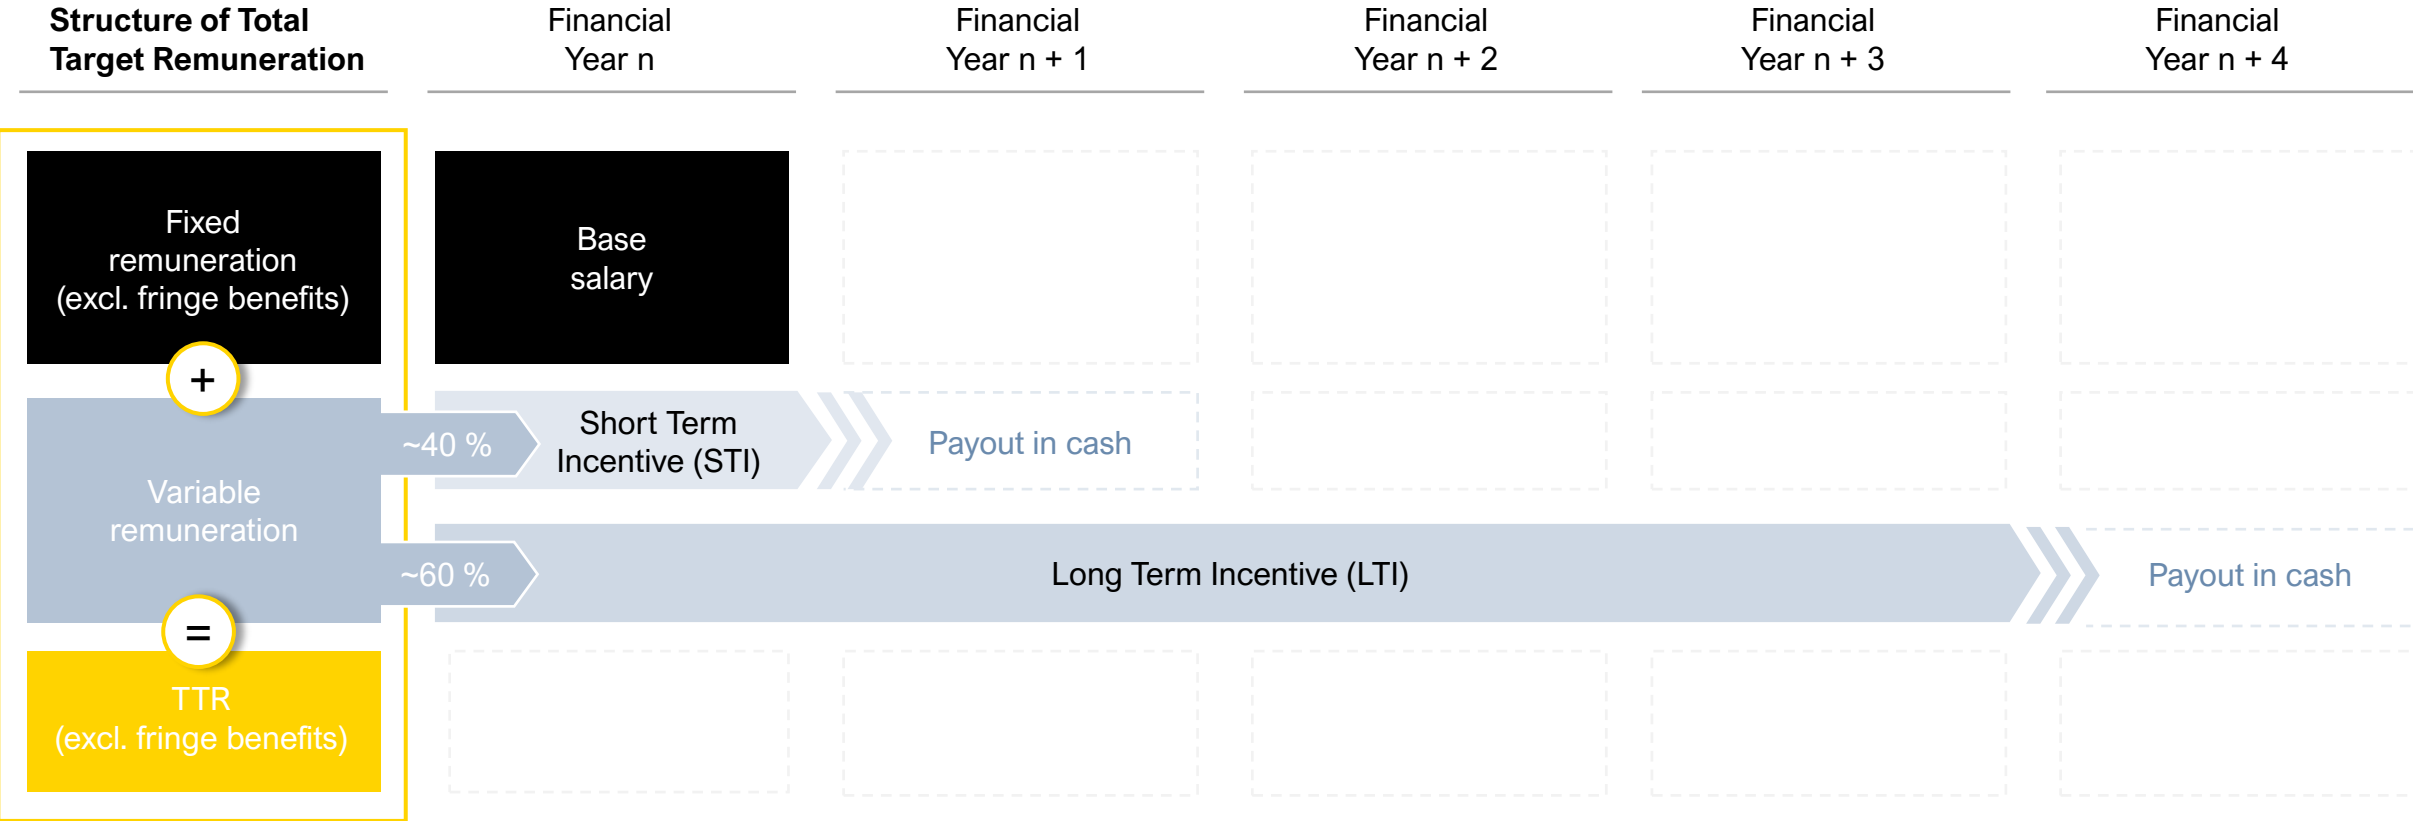 Structure of Total
Target Remuneration
Financial
Year n
Financial
Year n + 1
Financial
Year n + 2
Financial
Year n + 3
Financial
Year n + 4
Fixed
remuneration
(excl. fringe benefits)
Base
salary
+
Variable
remuneration
~40 %
Short Term
Incentive (STI)
Payout in cash
~60 %
Long Term Incentive (LTI)
Payout in cash
=
TTR
(excl. fringe benefits)